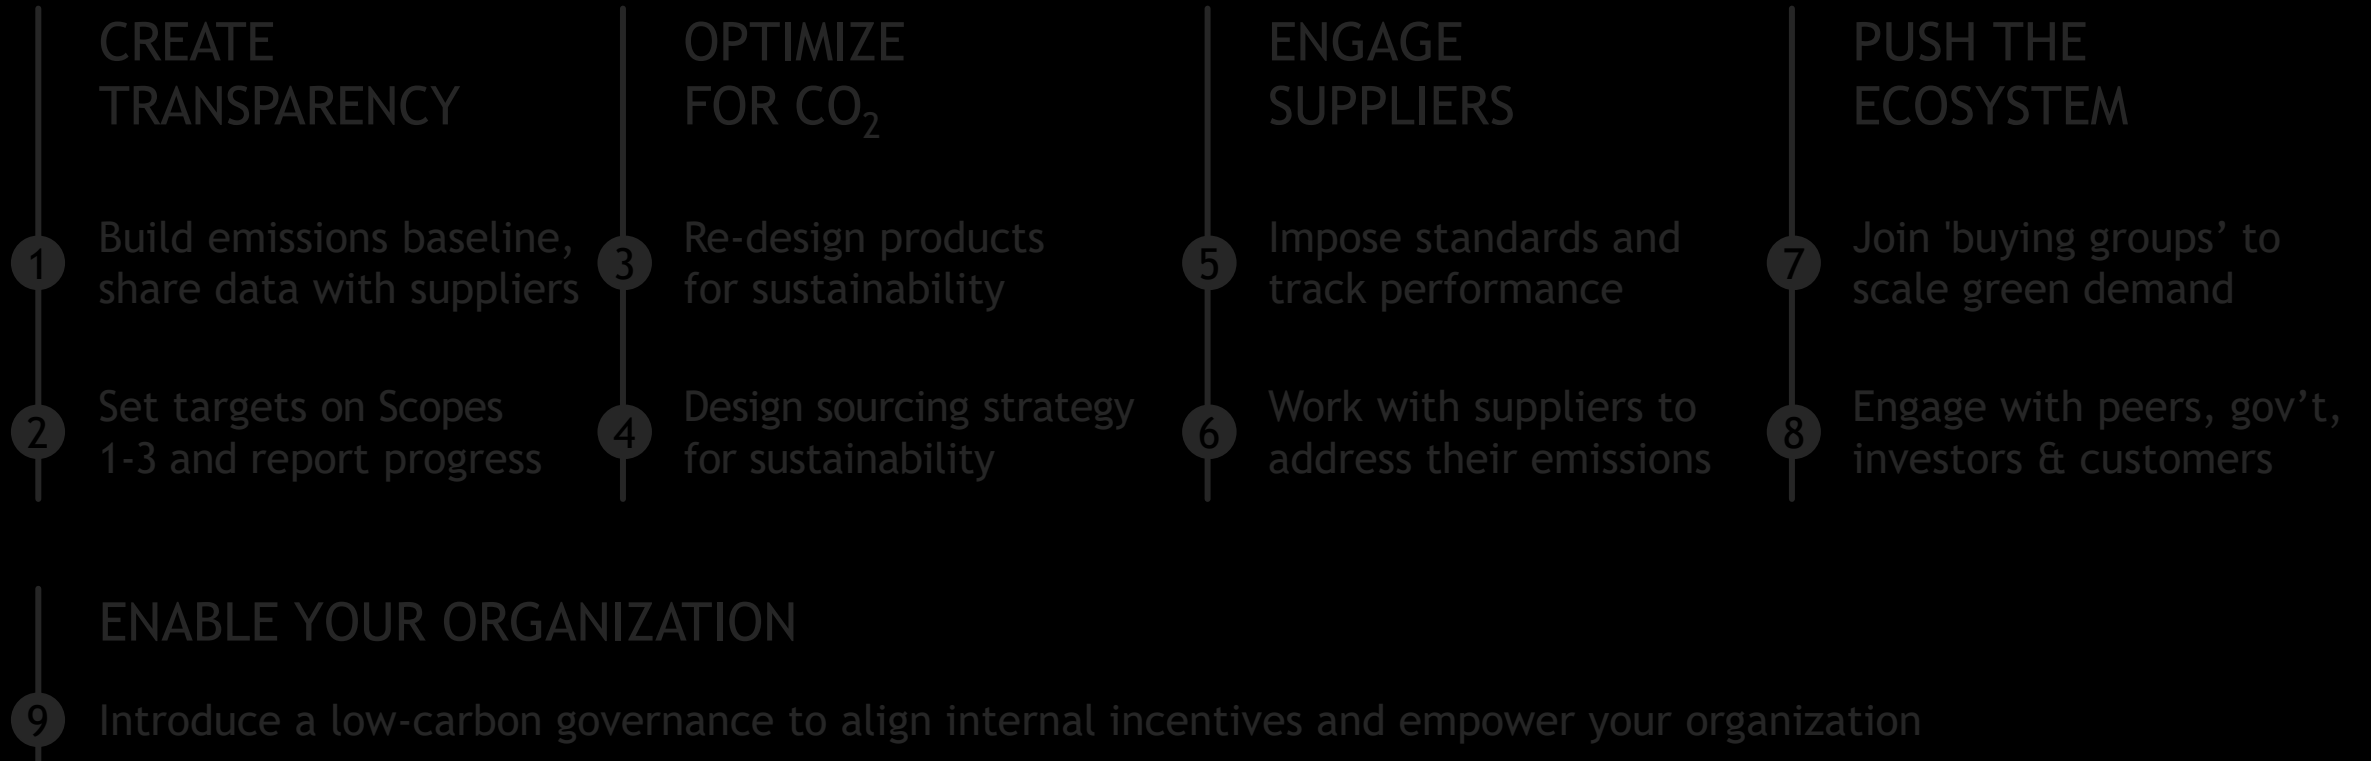 CREATE
TRANSPARENCY
1
Build emissions baseline,
share data with suppliers
2
Set targets on Scopes
1-3 and report progress
OPTIMIZE
FOR CO₂
3
Re-design products
for sustainability
4
Design sourcing strategy
for sustainability
ENGAGE
SUPPLIERS
5
Impose standards and
track performance
6
Work with suppliers to
address their emissions
PUSH THE
ECOSYSTEM
7
Join 'buying groups’ to
scale green demand
8
Engage with peers, gov’t,
investors & customers
ENABLE YOUR ORGANIZATION
9
Introduce a low-carbon governance to align internal incentives and empower your organization